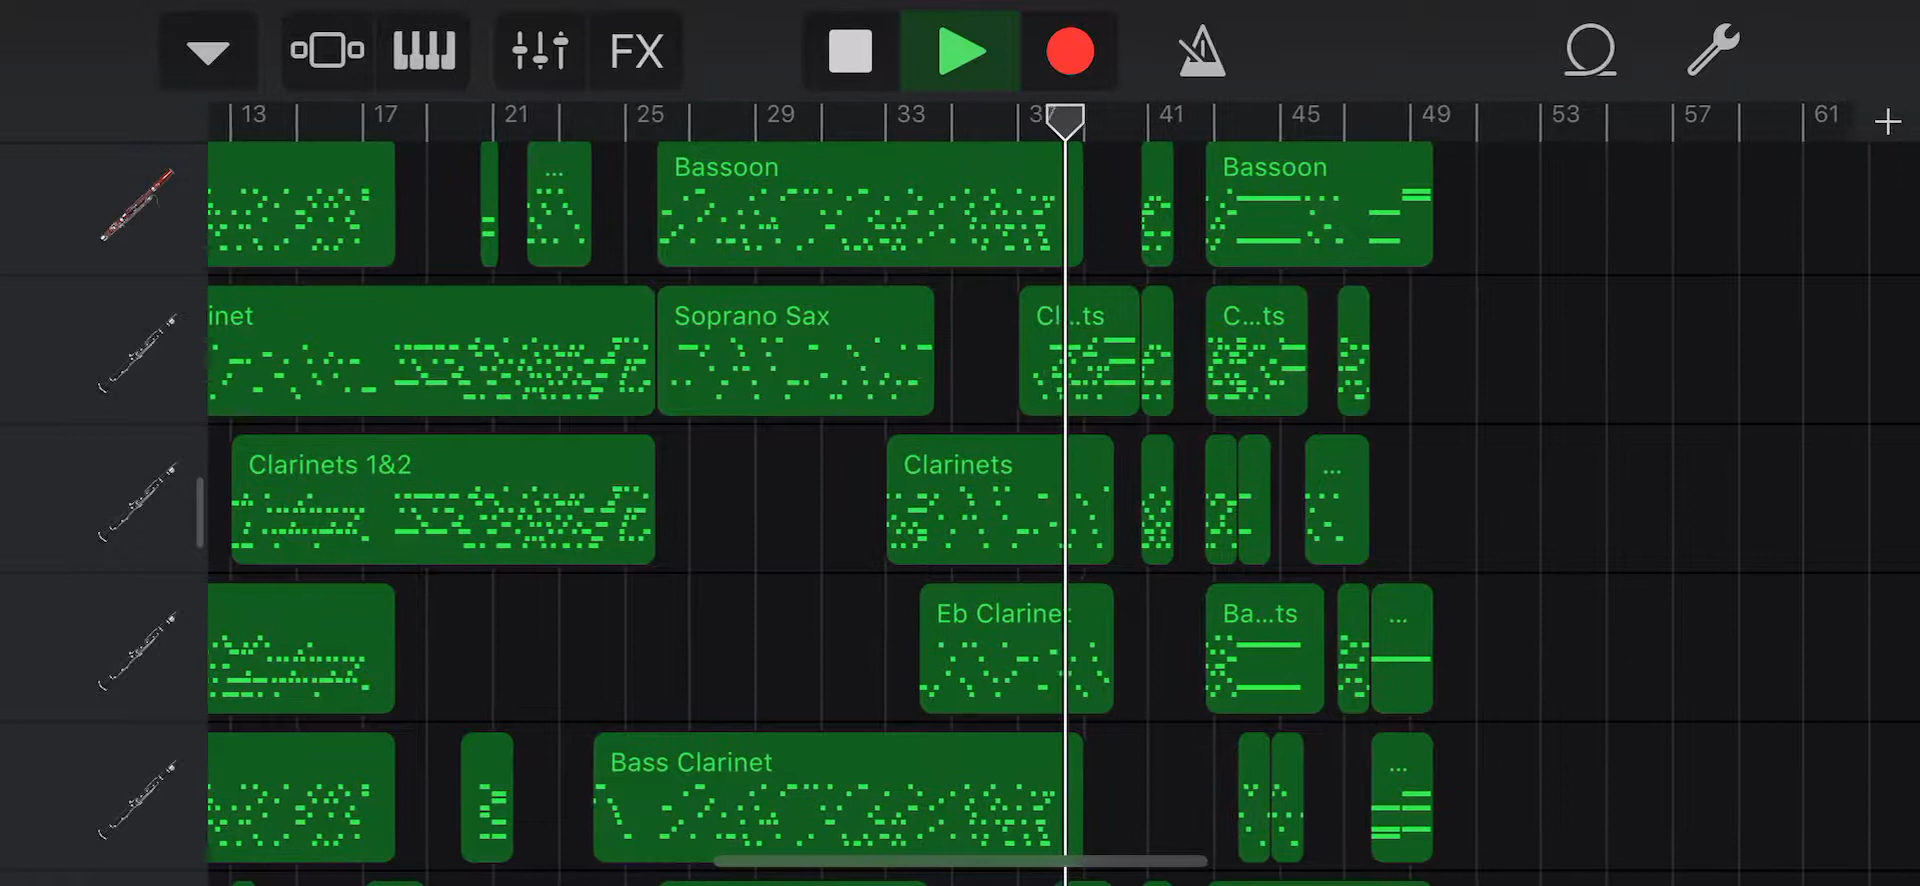 FX
13 17 21 25 29 33 37 41 45 49 53 57 61
... Bassoon Bassoon
inet Soprano Sax Cl...ts C...ts
Clarinets 1&2 Clarinets ...
Eb Clarinet Ba...ts ...
Bass Clarinet ...